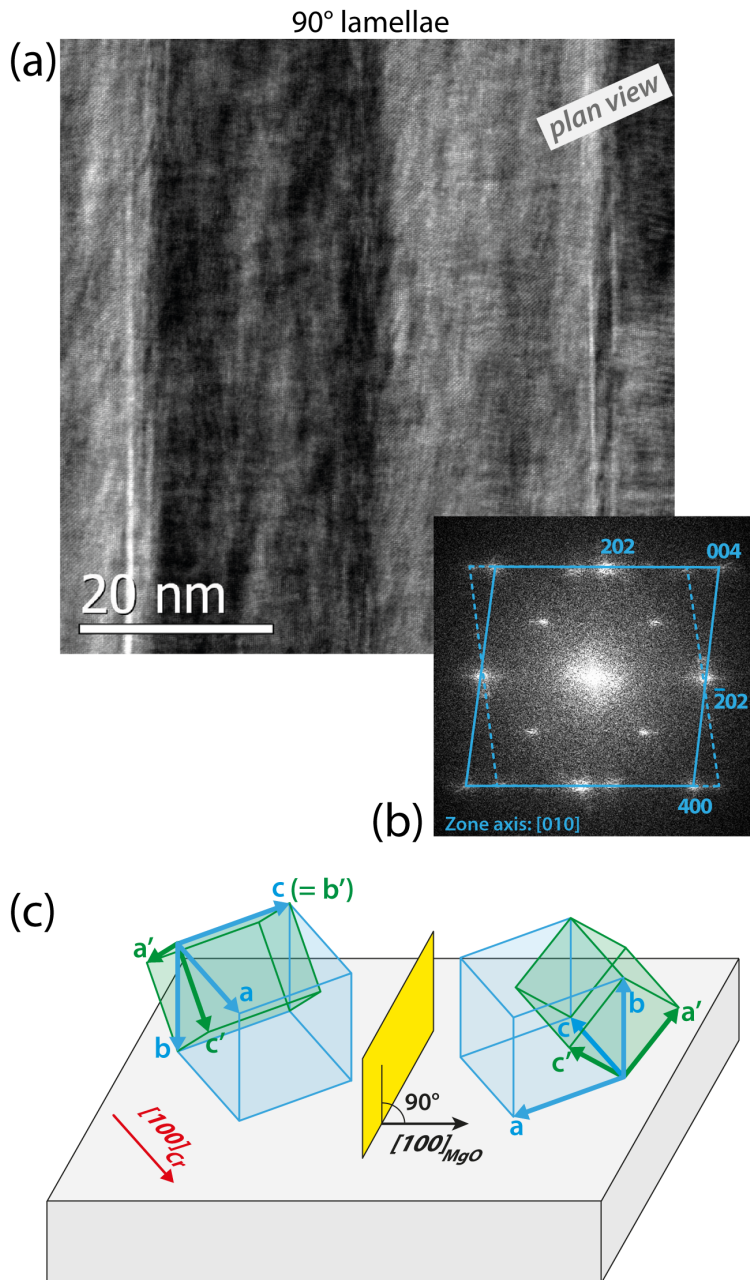 90° lamellae
(a)
plan view
20 nm
202
004
2̄02
400
(b)
Zone axis: [010]
(c)
c (= b′)
a′
a
b
c′
b
a′
c
c′
a
90°
[100]MgO
[100]Cr